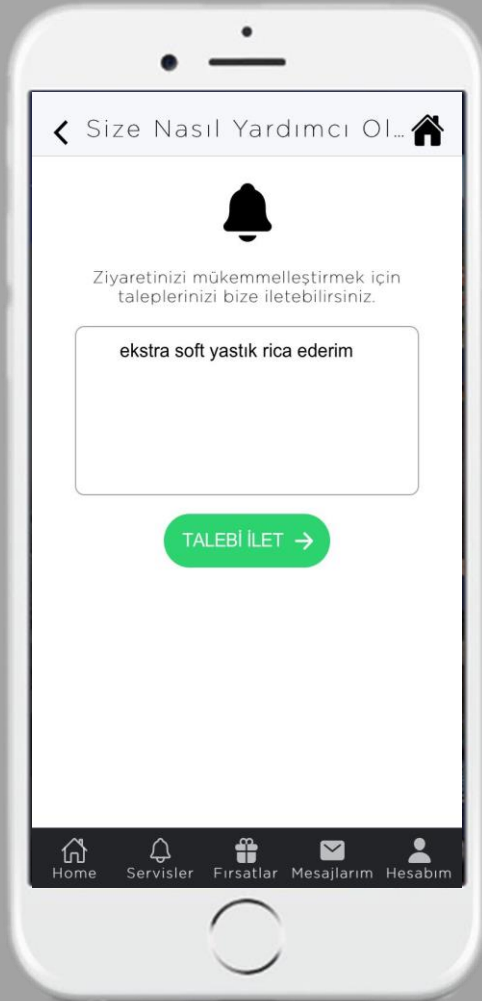 Size Nasıl Yardımcı Ol...
Ziyaretinizi mükemmelleştirmek için
taleplerinizi bize iletebilirsiniz.
ekstra soft yastık rica ederim
TALEBİ İLET
Home Servisler Fırsatlar Mesajlarım Hesabım